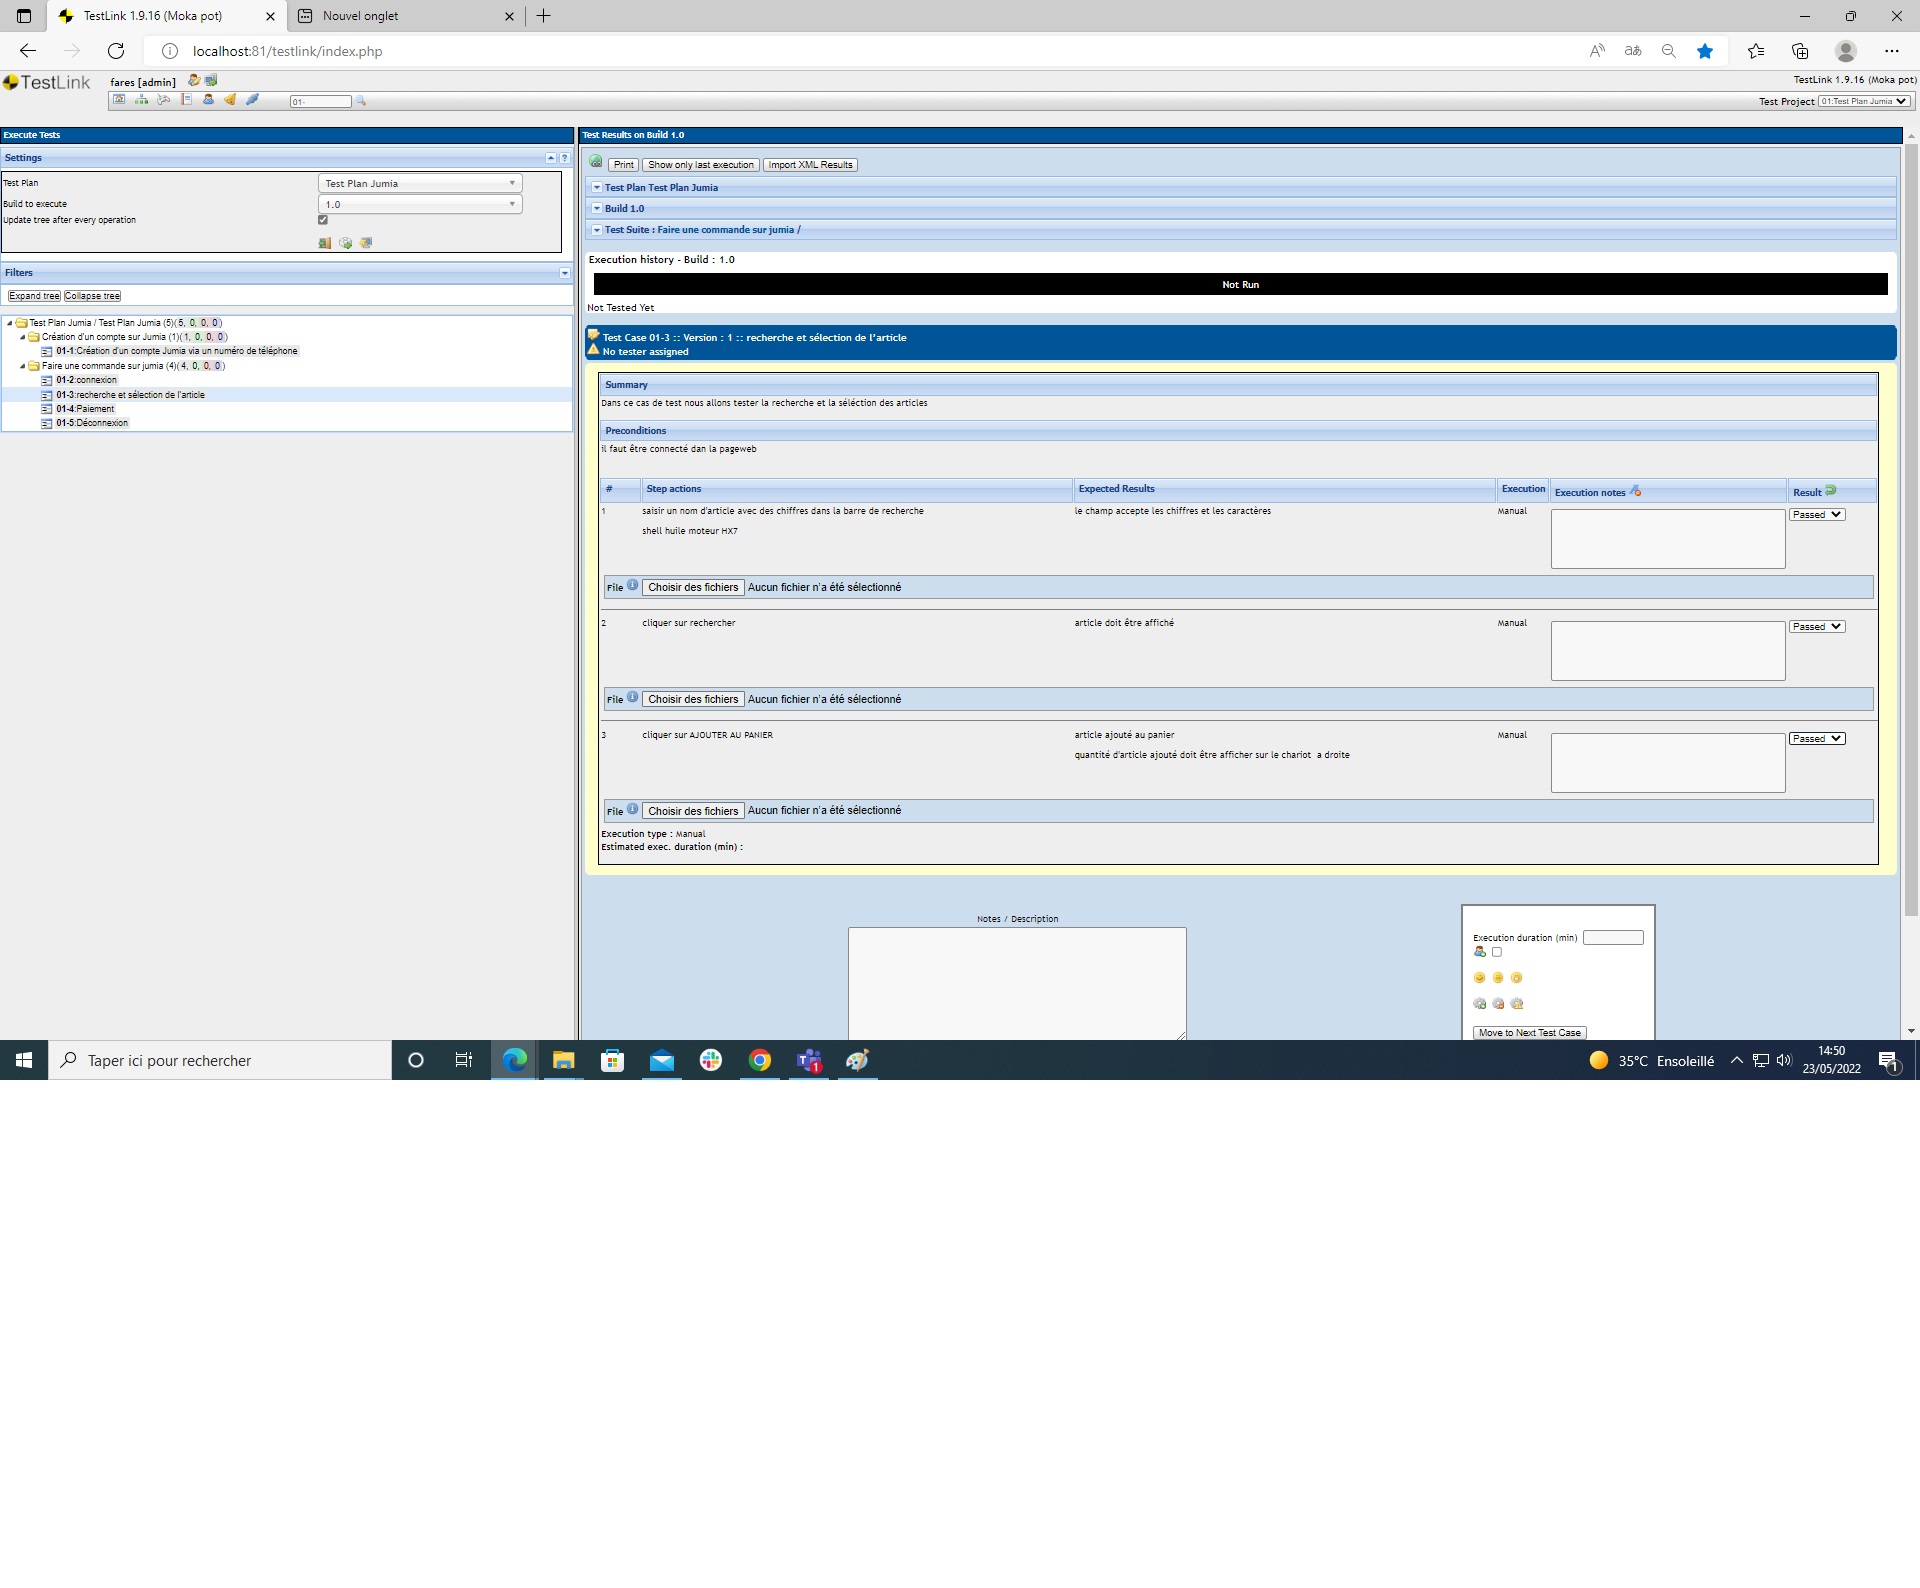 TestLink 1.9.16 (Moka pot)
Nouvel onglet
localhost:81/testlink/index.php
TestLink
fares [admin]
TestLink 1.9.16 (Moka pot)
01-
Test Project 01:Test Plan Jumia
Execute Tests
Settings
Test Plan Test Plan Jumia
Build to execute 1.0
Update tree after every operation
Filters
Expand tree Collapse tree
Test Plan Jumia / Test Plan Jumia (5)(5, 0, 0, 0)
Création d'un compte sur Jumia (1)(1, 0, 0, 0)
01-1:Création d'un compte Jumia via un numéro de téléphone
Faire une commande sur jumia (4)(4, 0, 0, 0)
01-2:connexion
01-3:recherche et sélection de l'article
01-4:Paiement
01-5:Déconnexion
Test Results on Build 1.0
Print Show only last execution Import XML Results
Test Plan Test Plan Jumia
Build 1.0
Test Suite : Faire une commande sur jumia /
Execution history - Build : 1.0
Not Run
Not Tested Yet
Test Case 01-3 :: Version : 1 :: recherche et sélection de l'article
No tester assigned
Summary
Dans ce cas de test nous allons tester la recherche et la séléction des articles
Preconditions
il faut être connecté dan la pageweb
# Step actions Expected Results Execution Execution notes Result
1 saisir un nom d'article avec des chiffres dans la barre de recherche le champ accepte les chiffres et les caractères Manual Passed
shell huile moteur HX7
File Choisir des fichiers Aucun fichier n'a été sélectionné
2 cliquer sur rechercher article doit être affiché Manual Passed
File Choisir des fichiers Aucun fichier n'a été sélectionné
3 cliquer sur AJOUTER AU PANIER article ajouté au panier Manual Passed
quantité d'article ajouté doit être afficher sur le chariot a droite
File Choisir des fichiers Aucun fichier n'a été sélectionné
Execution type : Manual
Estimated exec. duration (min) :
Notes / Description
Execution duration (min)
Move to Next Test Case
Taper ici pour rechercher
35°C Ensoleillé
14:50
23/05/2022